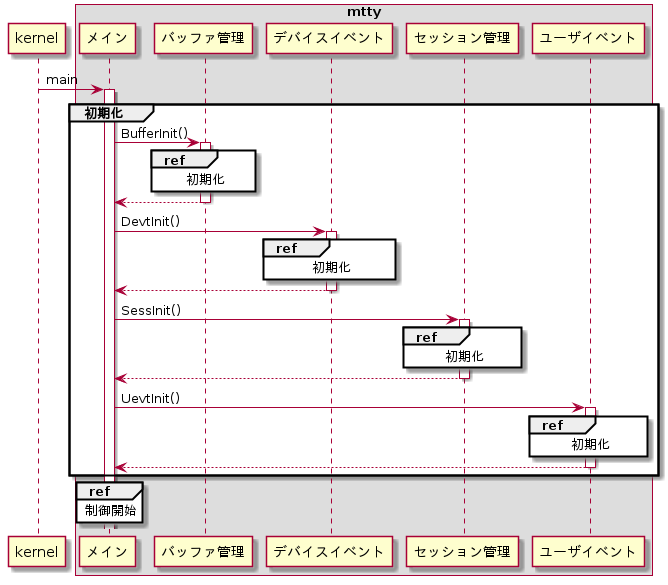 mtty
kernel
メイン
バッファ管理
デバイスイベント
セッション管理
ユーザイベント
main
初期化
BufferInit()
ref
初期化
DevtInit()
ref
初期化
SessInit()
ref
初期化
UevtInit()
ref
初期化
ref
制御開始
kernel
メイン
バッファ管理
デバイスイベント
セッション管理
ユーザイベント